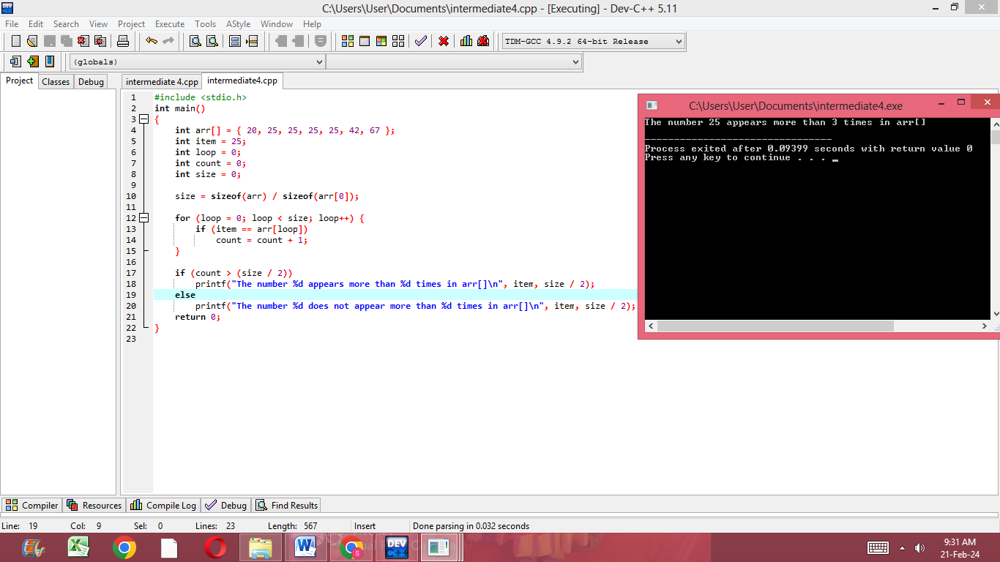 C:\Users\User\Documents\intermediate4.cpp - [Executing] - Dev-C++ 5.11
File Edit Search View Project Execute Tools AStyle Window Help
TDM-GCC 4.9.2 64-bit Release
(globals)
Project Classes Debug intermediate 4.cpp intermediate4.cpp
1 #include <stdio.h>
2 int main()
3 {
4 int arr[] = { 20, 25, 25, 25, 25, 42, 67 };
5 int item = 25;
6 int loop = 0;
7 int count = 0;
8 int size = 0;
9
10 size = sizeof(arr) / sizeof(arr[0]);
11
12 for (loop = 0; loop < size; loop++) {
13 if (item == arr[loop])
14 count = count + 1;
15 }
16
17 if (count > (size / 2))
18 printf("The number %d appears more than %d times in arr[]\n", item, size / 2);
19 else
20 printf("The number %d does not appear more than %d times in arr[]\n", item, size / 2);
21 return 0;
22 }
23
C:\Users\User\Documents\intermediate4.exe
The number 25 appears more than 3 times in arr[]
--------------------------------
Process exited after 0.09399 seconds with return value 0
Press any key to continue . . . _
Compiler Resources Compile Log Debug Find Results
Line: 19 Col: 9 Sel: 0 Lines: 23 Length: 567 Insert Done parsing in 0.032 seconds
9:31 AM
21-Feb-24